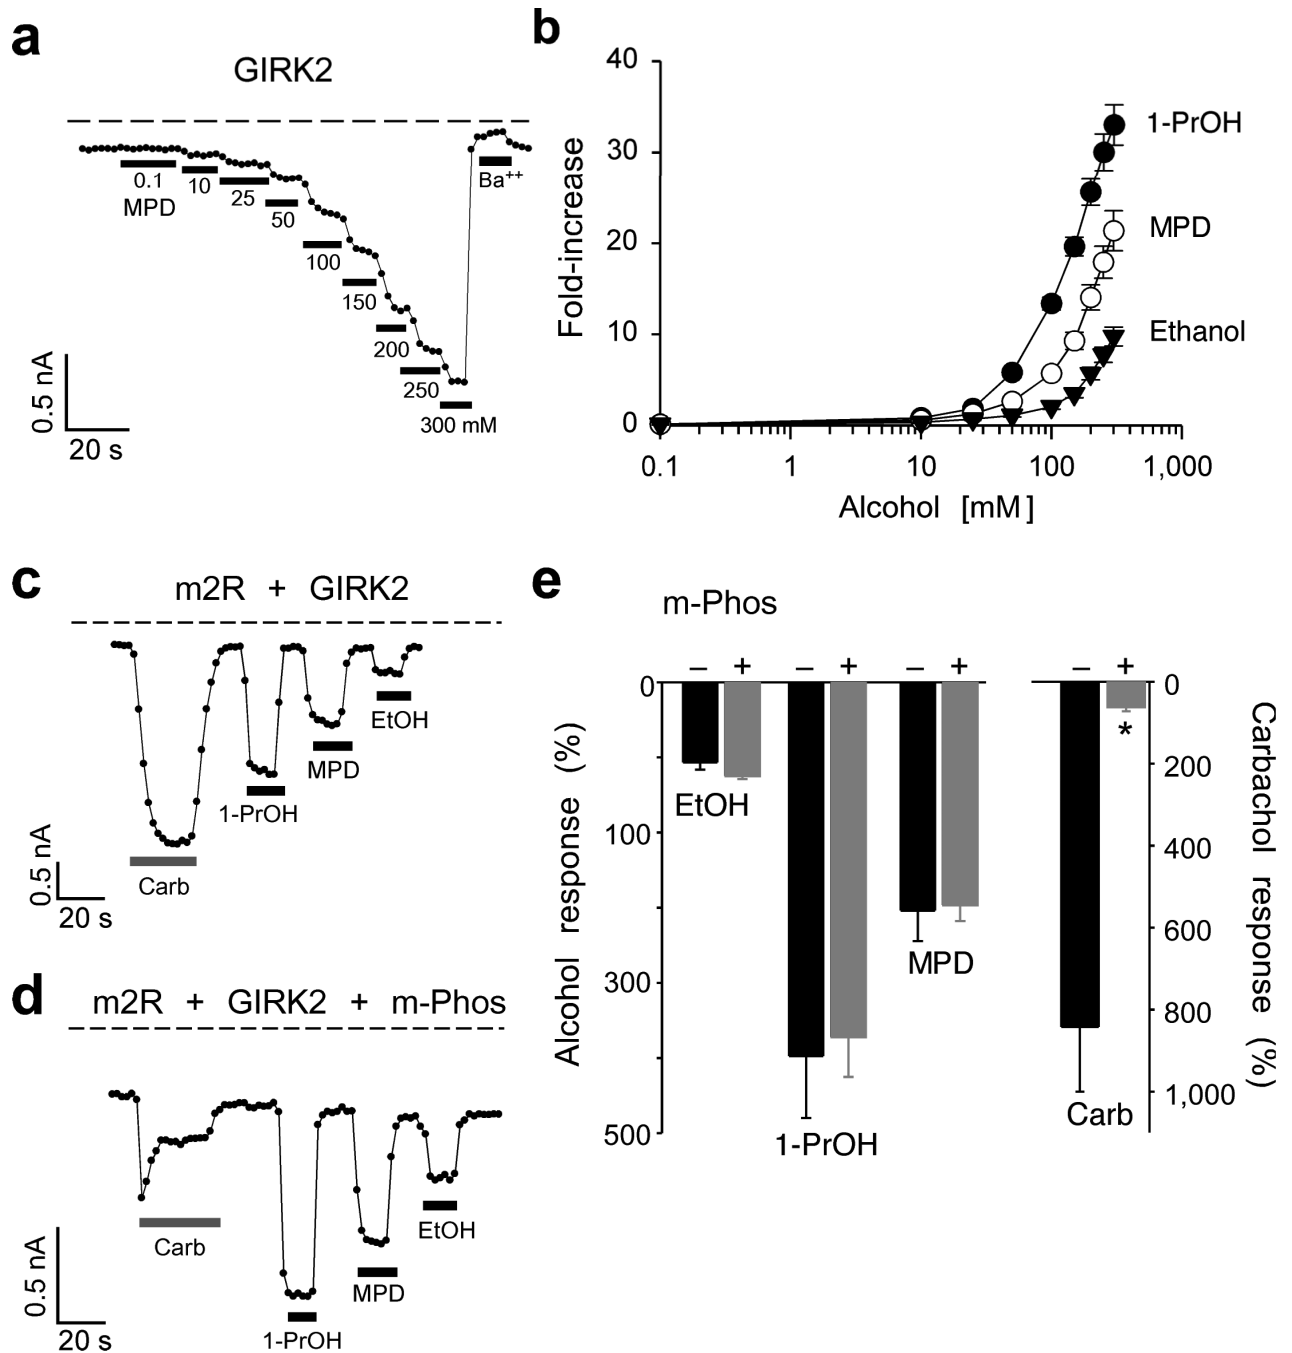 a
GIRK2
0.1
MPD
10
25
50
100
150
200
250
300 mM
Ba++
0.5 nA
20 s
b
Fold-increase
40
30
20
10
0
0.1
1
10
100
1,000
Alcohol [mM]
1-PrOH
MPD
Ethanol
c
m2R + GIRK2
Carb
1-PrOH
MPD
EtOH
0.5 nA
20 s
d
m2R + GIRK2 + m-Phos
Carb
1-PrOH
MPD
EtOH
0.5 nA
20 s
e
m-Phos
– + – + – + – +
Alcohol response (%)
0
100
300
500
EtOH
1-PrOH
MPD
*
Carb
0
200
400
600
800
1,000
Carbachol response (%)